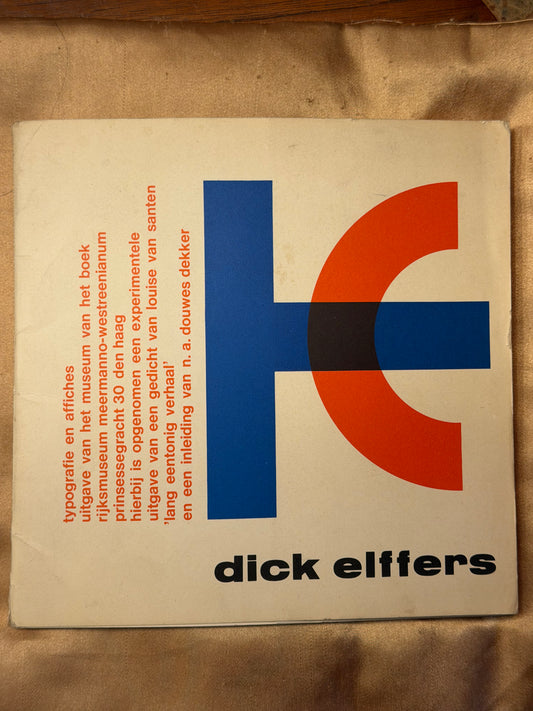 typografie en affiches
uitgave van het museum van het boek
rijksmuseum meermanno-westreenianum
prinsessegracht 30 den haag
hierbij is opgenomen een experimentele
uitgave van een gedicht van louise van santen
'lang eentonig verhaal'
en een inleiding van n. a. douwes dekker
dick elffers